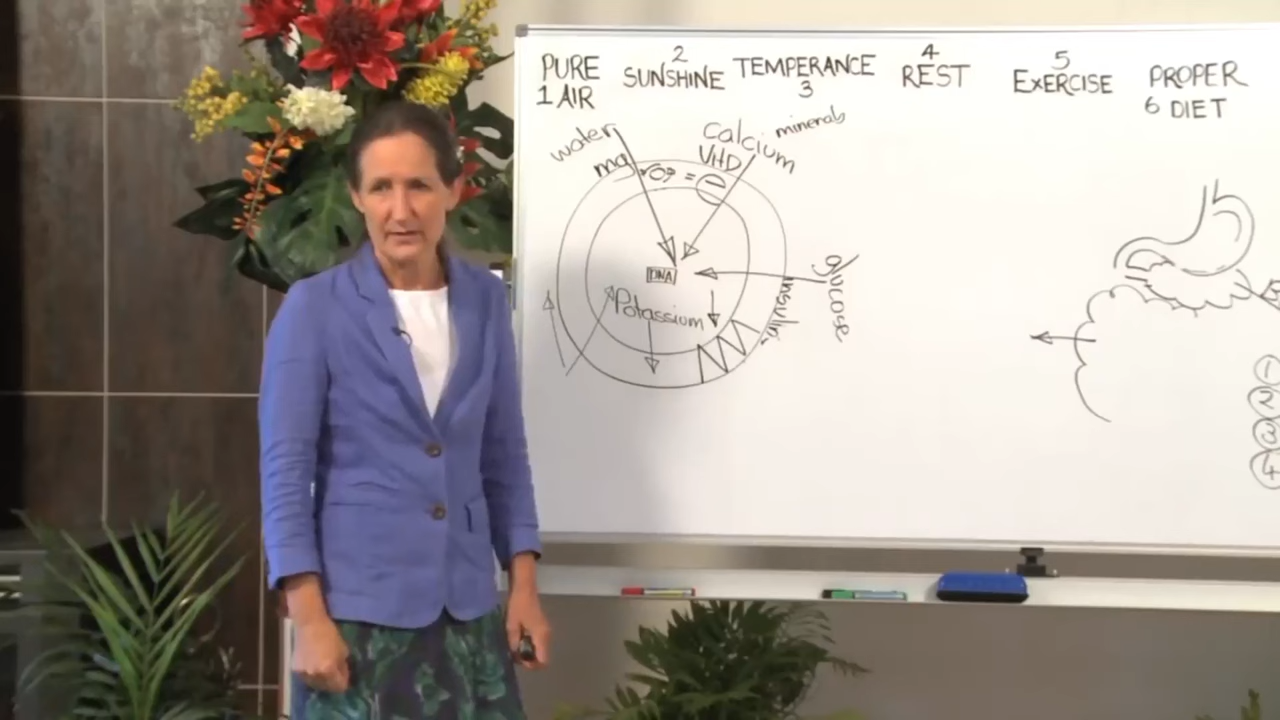 PURE
1 AIR
2
SUNSHINE
TEMPERANCE
3
4
REST
5
EXERCISE
PROPER
6 DIET
water
mg
calcium
minerals
VHD
= e
DNA
Potassium
insulin
glucose
1
2
3
4